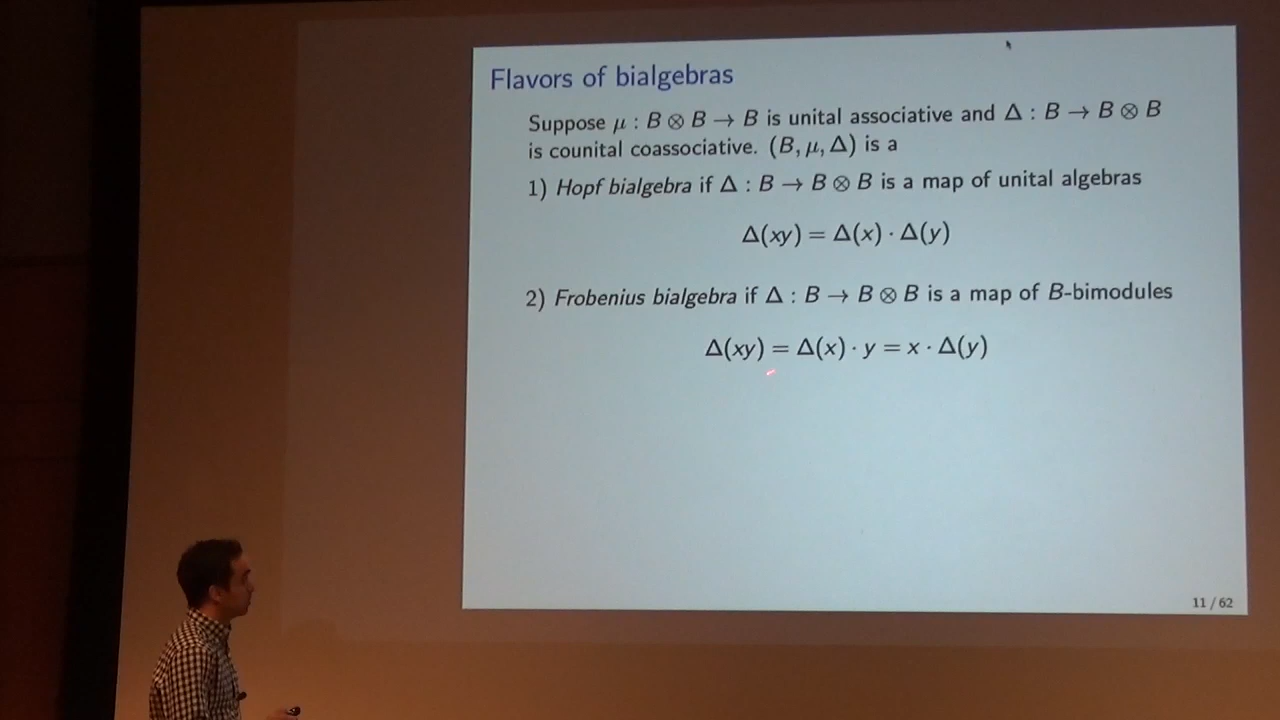 Flavors of bialgebras
Suppose μ : B ⊗ B → B is unital associative and Δ : B → B ⊗ B
is counital coassociative. (B, μ, Δ) is a
1) Hopf bialgebra if Δ : B → B ⊗ B is a map of unital algebras
Δ(xy) = Δ(x) · Δ(y)
2) Frobenius bialgebra if Δ : B → B ⊗ B is a map of B-bimodules
Δ(xy) = Δ(x) · y = x · Δ(y)
11 / 62